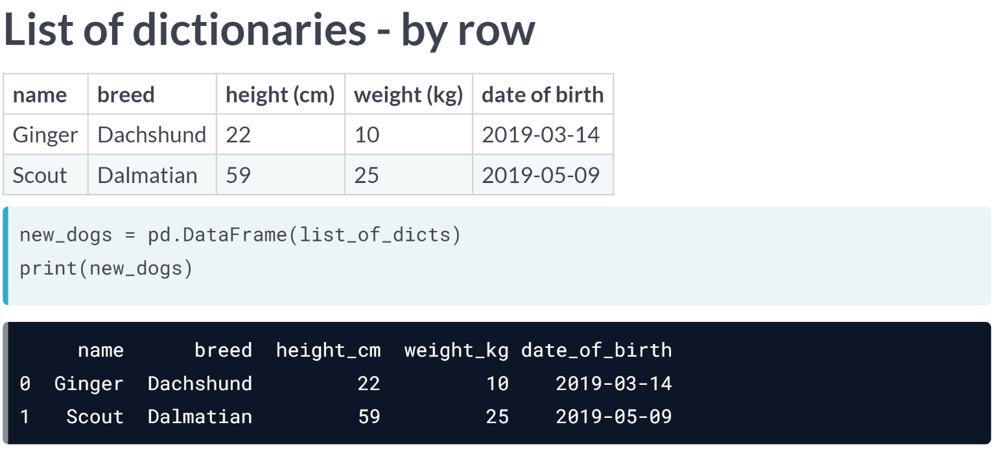 List of dictionaries - by row
name breed height (cm) weight (kg) date of birth
Ginger Dachshund 22 10 2019-03-14
Scout Dalmatian 59 25 2019-05-09
new_dogs = pd.DataFrame(list_of_dicts)
print(new_dogs)
name breed height_cm weight_kg date_of_birth
0 Ginger Dachshund 22 10 2019-03-14
1 Scout Dalmatian 59 25 2019-05-09